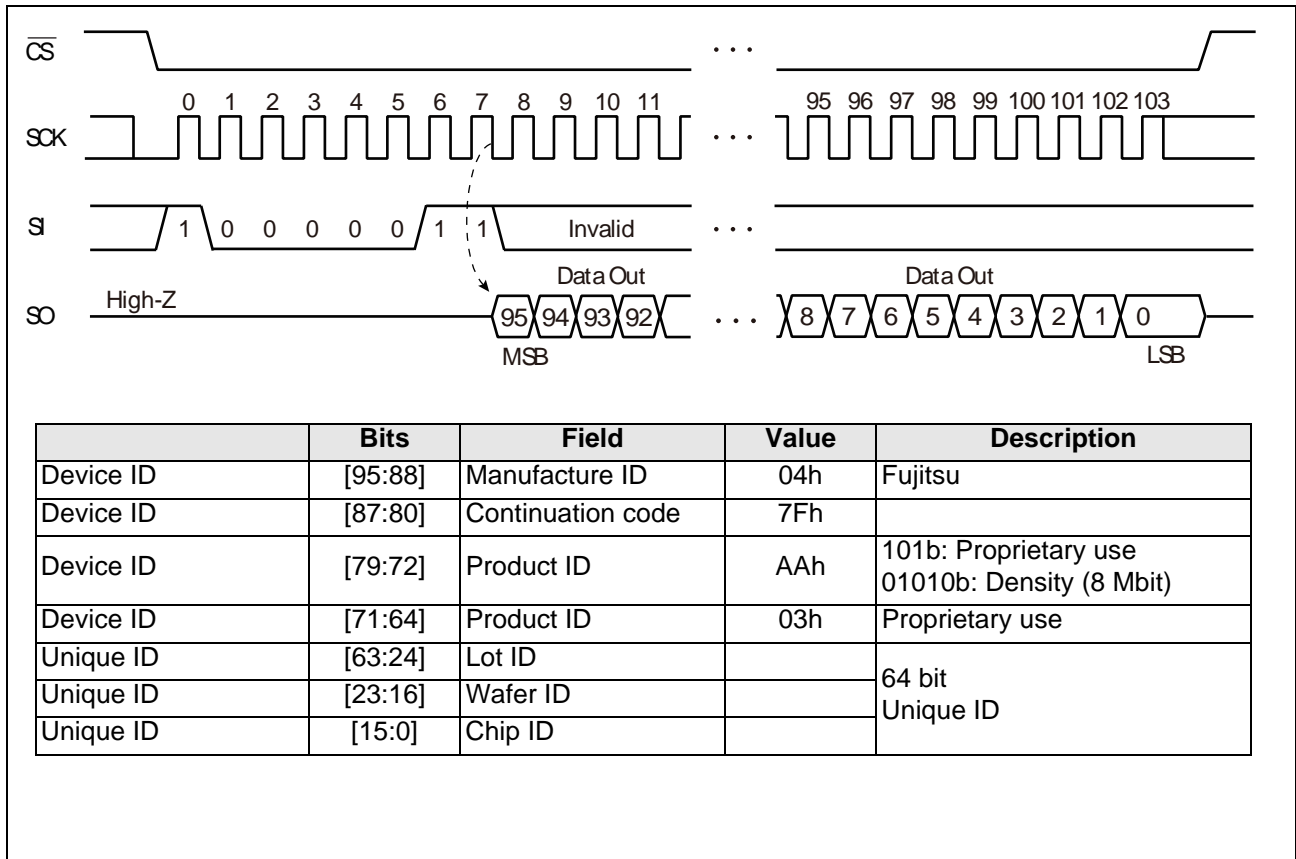 CS
0 1 2 3 4 5 6 7 8 9 10 11 95 96 97 98 99 100 101 102 103
SCK
SI 1 0 0 0 0 0 1 1 Invalid
Data Out Data Out
High-Z
SO 95 94 93 92 8 7 6 5 4 3 2 1 0
MSB LSB
Bits Field Value Description
Device ID [95:88] Manufacture ID 04h Fujitsu
Device ID [87:80] Continuation code 7Fh
Device ID [79:72] Product ID AAh 101b: Proprietary use
01010b: Density (8 Mbit)
Device ID [71:64] Product ID 03h Proprietary use
Unique ID [63:24] Lot ID 64 bit
Unique ID
Unique ID [23:16] Wafer ID
Unique ID [15:0] Chip ID